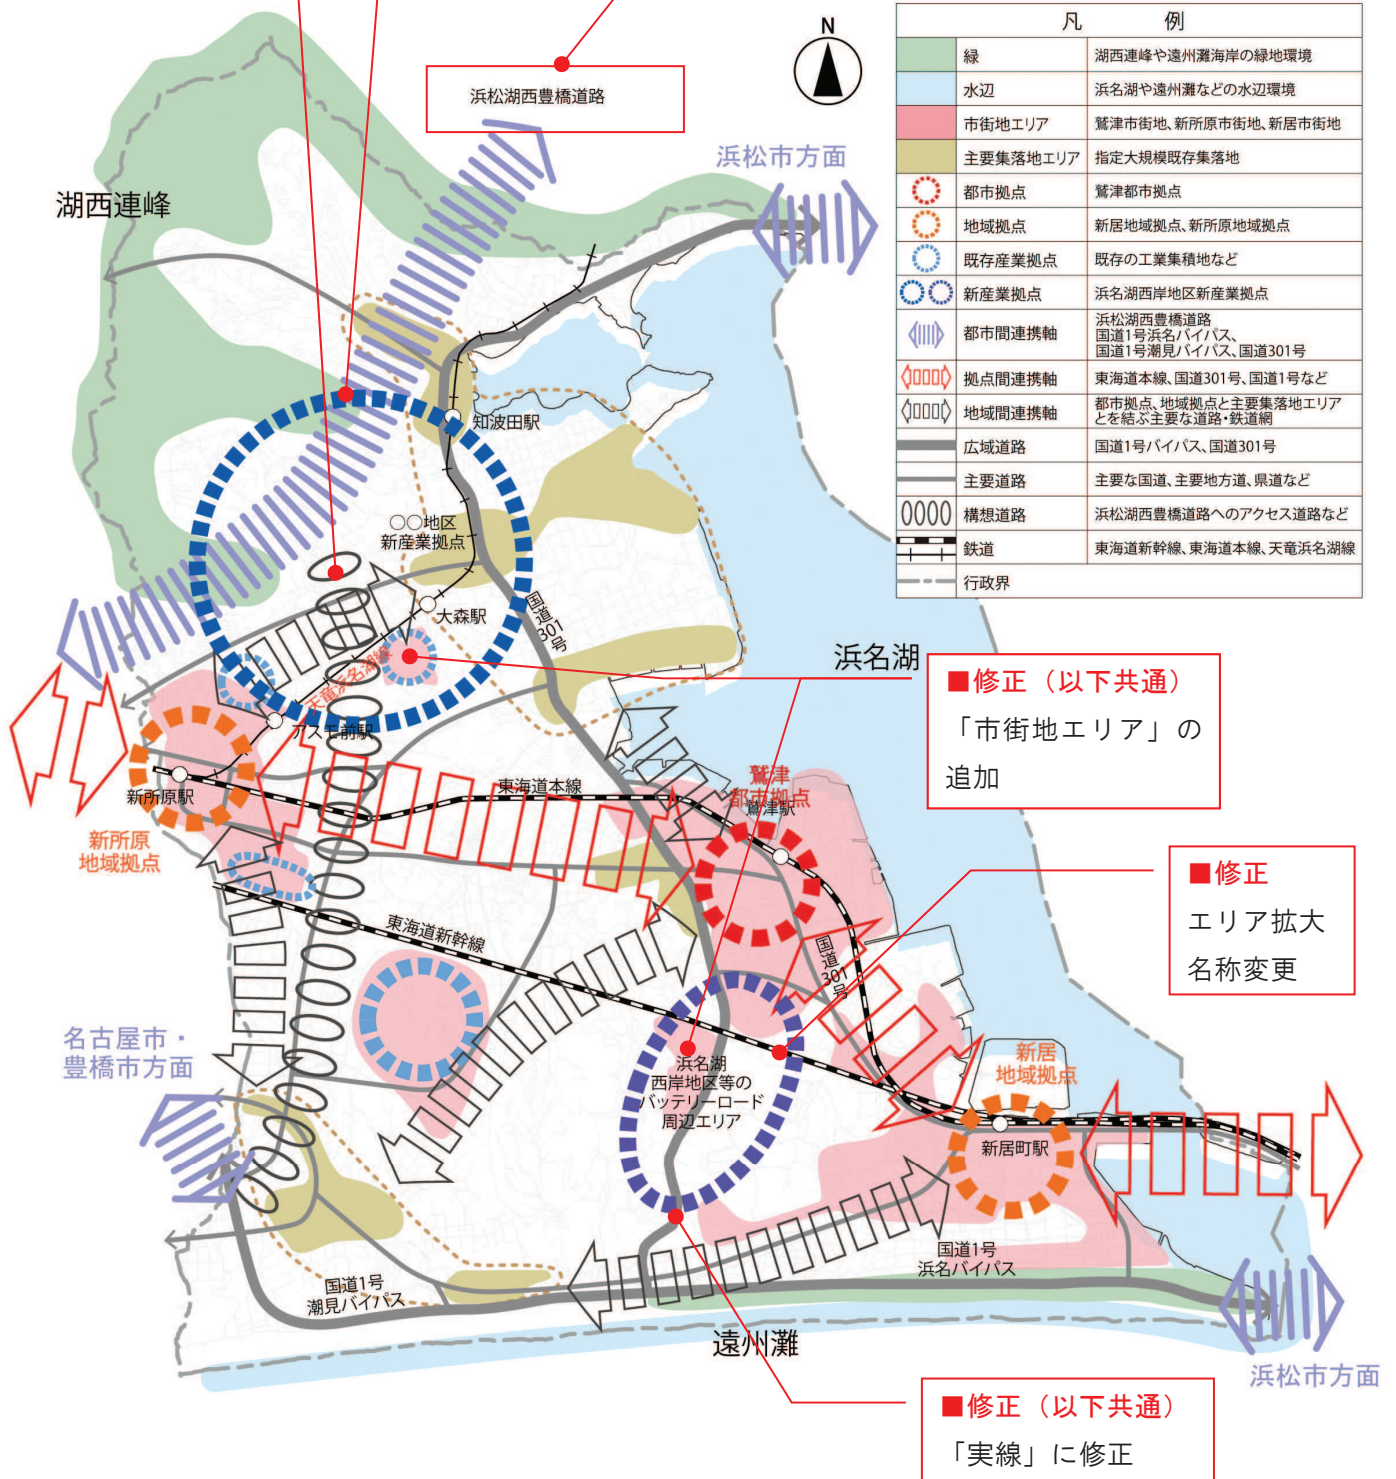 浜松湖西豊橋道路
N
凡　例
緑　湖西連峰や遠州灘海岸の緑地環境
水辺　浜名湖や遠州灘などの水辺環境
市街地エリア　鷲津市街地、新所原市街地、新居市街地
主要集落地エリア　指定大規模既存集落地
都市拠点　鷲津都市拠点
地域拠点　新居地域拠点、新所原地域拠点
既存産業拠点　既存の工業集積地など
新産業拠点　浜名湖西岸地区新産業拠点
都市間連携軸　浜松湖西豊橋道路
国道1号浜名バイパス、
国道1号潮見バイパス、国道301号
拠点間連携軸　東海道本線、国道301号、国道1号など
地域間連携軸　都市拠点、地域拠点と主要集落地エリア
とを結ぶ主要な道路・鉄道網
広域道路　国道1号バイパス、国道301号
主要道路　主要な国道、主要地方道、県道など
構想道路　浜松湖西豊橋道路へのアクセス道路など
鉄道　東海道新幹線、東海道本線、天竜浜名湖線
行政界
浜松市方面
湖西連峰
知波田駅
○○地区
新産業拠点
大森駅
国道301号
天竜浜名湖線
アスモ前駅
浜名湖
■修正（以下共通）
「市街地エリア」の
追加
新所原駅
新所原
地域拠点
東海道本線
鷲津
都市拠点
鷲津駅
■修正
エリア拡大
名称変更
東海道新幹線
国道301号
名古屋市・
豊橋市方面
浜名湖
西岸地区等の
バッテリーロード
周辺エリア
新居
地域拠点
新居町駅
国道1号
浜名バイパス
国道1号
潮見バイパス
遠州灘
浜松市方面
■修正（以下共通）
「実線」に修正